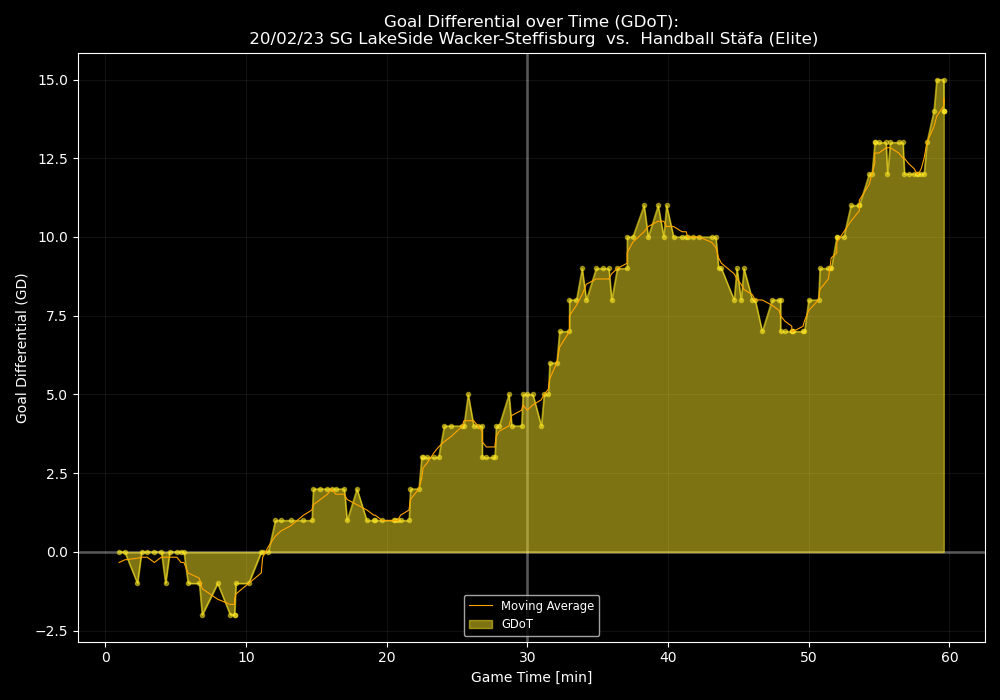 Goal Differential over Time (GDoT):
20/02/23 SG LakeSide Wacker-Steffisburg  vs.  Handball Stäfa (Elite)
15.0
12.5
10.0
7.5
5.0
2.5
0.0
−2.5
Goal Differential (GD)
Moving Average
GDoT
0 10 20 30 40 50 60
Game Time [min]